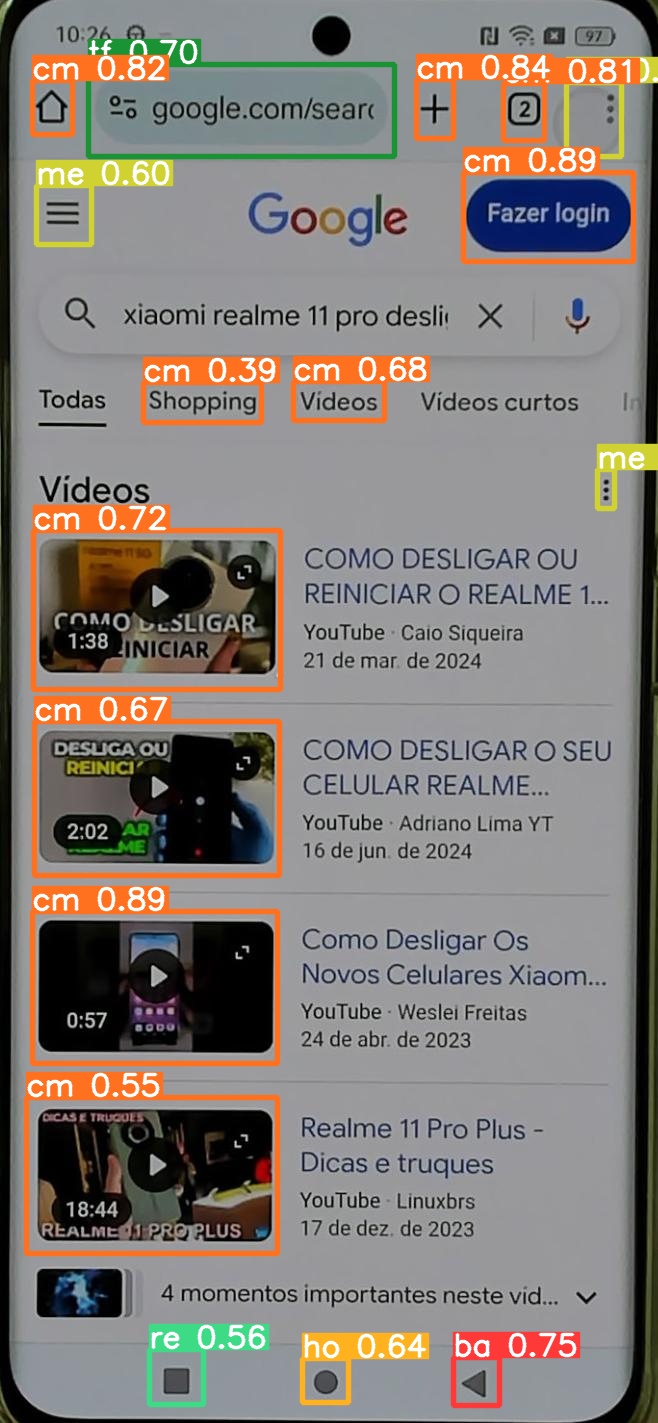 10:26
97
tf 0.70
cm 0.82
cm 0.84
0.81
google.com/searc
2
me 0.60
cm 0.89
Google
Fazer login
xiaomi realme 11 pro desli
cm 0.39
cm 0.68
Todas
Shopping
Vídeos
Vídeos curtos
me
Vídeos
cm 0.72
COMO DESLIGAR
REINICIAR
1:38
COMO DESLIGAR OU
REINICIAR O REALME 1...
YouTube · Caio Siqueira
21 de mar. de 2024
cm 0.67
DESLIGA OU
2:02
COMO DESLIGAR O SEU
CELULAR REALME...
YouTube · Adriano Lima YT
16 de jun. de 2024
cm 0.89
0:57
Como Desligar Os
Novos Celulares Xiaom...
YouTube · Weslei Freitas
24 de abr. de 2023
cm 0.55
DICAS E TRUQUES
18:44
REALME 11 PRO PLUS
Realme 11 Pro Plus -
Dicas e truques
YouTube · Linuxbrs
17 de dez. de 2023
4 momentos importantes neste víd...
re 0.56
ho 0.64
ba 0.75